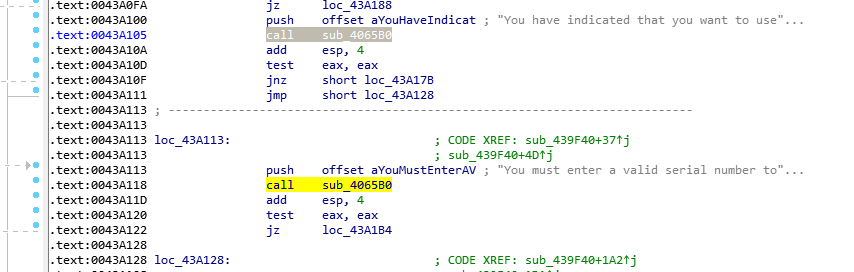 .text:0043A0FA jz loc_43A188
.text:0043A100 push offset aYouHaveIndicat ; "You have indicated that you want to use"...
.text:0043A105 call sub_4065B0
.text:0043A10A add esp, 4
.text:0043A10D test eax, eax
.text:0043A10F jnz short loc_43A17B
.text:0043A111 jmp short loc_43A128
.text:0043A113 ; ---------------------------------------------------------------------------
.text:0043A113
.text:0043A113 loc_43A113: ; CODE XREF: sub_439F40+37↑j
.text:0043A113 ; sub_439F40+4D↑j
.text:0043A113 push offset aYouMustEnterAV ; "You must enter a valid serial number to"...
.text:0043A118 call sub_4065B0
.text:0043A11D add esp, 4
.text:0043A120 test eax, eax
.text:0043A122 jz loc_43A1B4
.text:0043A128
.text:0043A128 loc_43A128: ; CODE XREF: sub_439F40+1A2↑j